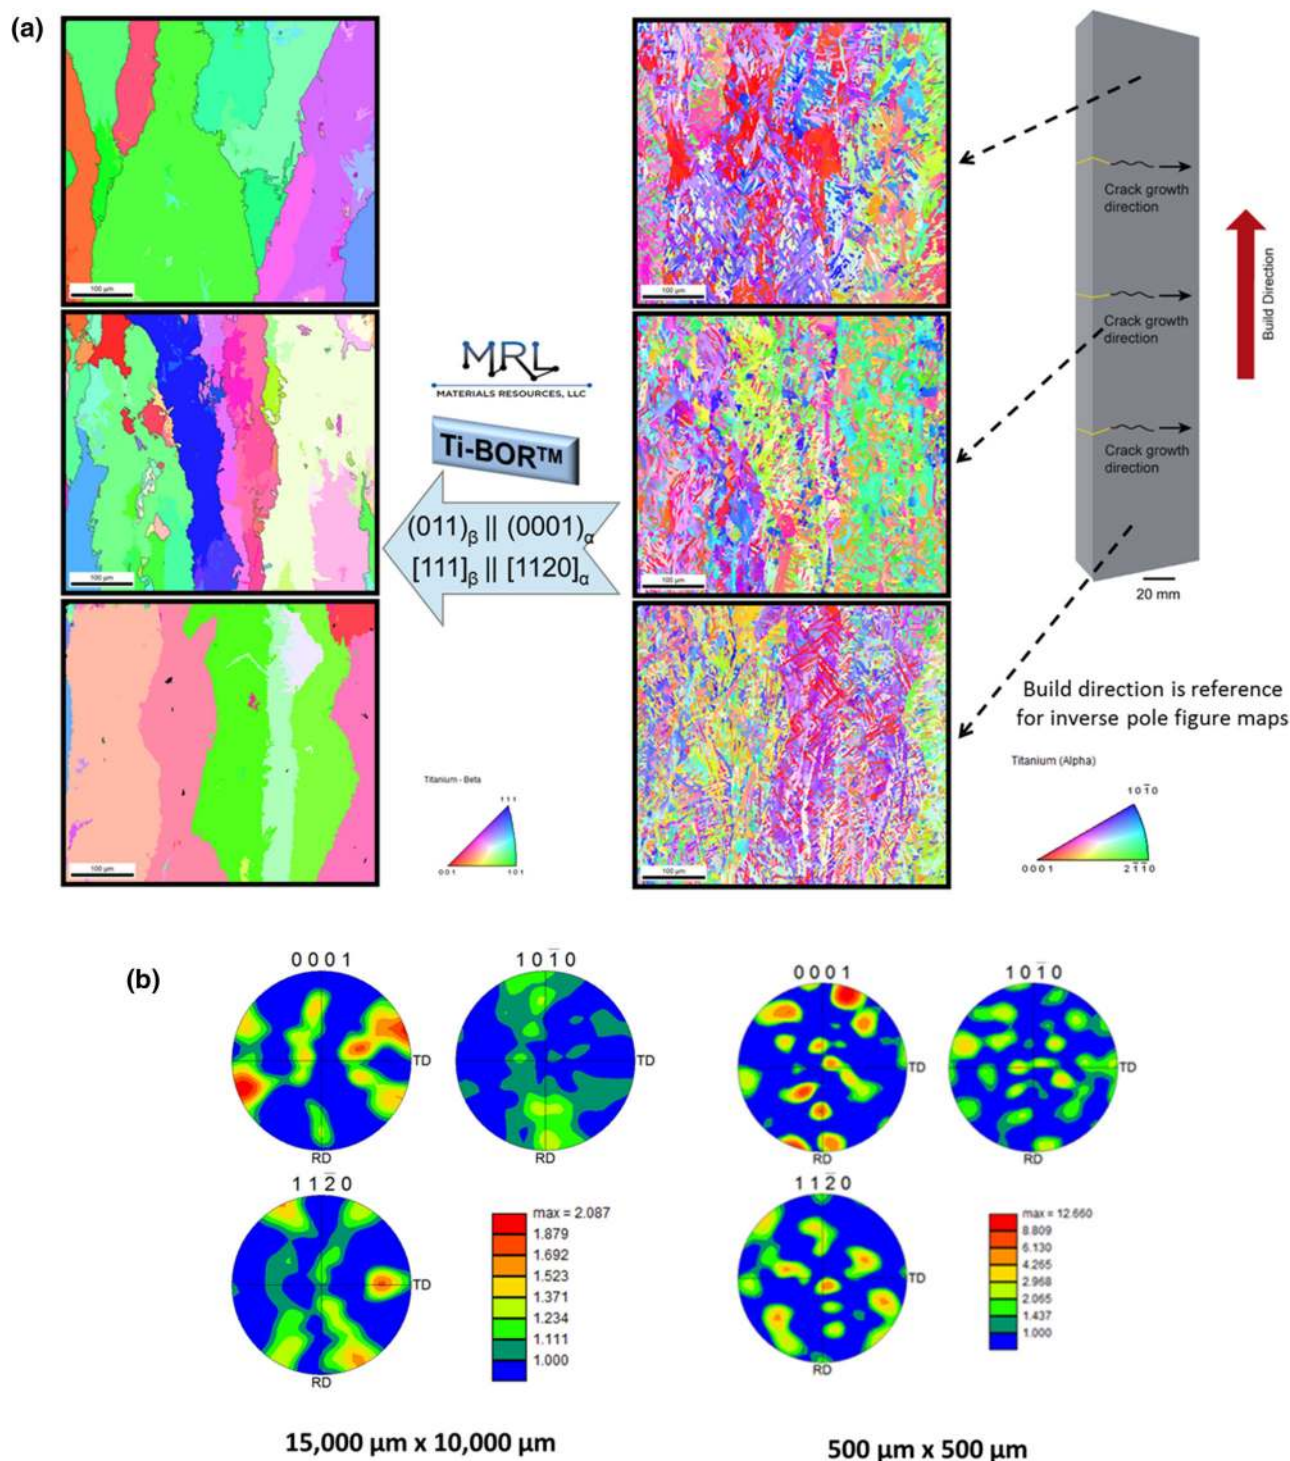 (a)
100 µm
100 µm
100 µm
MRL
MATERIALS RESOURCES, LLC
Ti-BOR™
(011)β || (0001)α
[111]β || [1120]α
Titanium - Beta
111
001
101
100 µm
100 µm
100 µm
Crack growth
direction
Crack growth
direction
Crack growth
direction
Build Direction
20 mm
Build direction is reference
for inverse pole figure maps
Titanium (Alpha)
1 0 1̅ 0
0 0 0 1
2 1̅ 1̅ 0
(b)
0 0 0 1
TD
RD
1 0 1̅ 0
TD
RD
1 1 2̅ 0
TD
RD
max = 2.087
1.879
1.692
1.523
1.371
1.234
1.111
1.000
15,000 µm x 10,000 µm
0 0 0 1
TD
RD
1 0 1̅ 0
TD
RD
1 1 2̅ 0
TD
RD
max = 12.660
8.809
6.130
4.265
2.968
2.065
1.437
1.000
500 µm x 500 µm